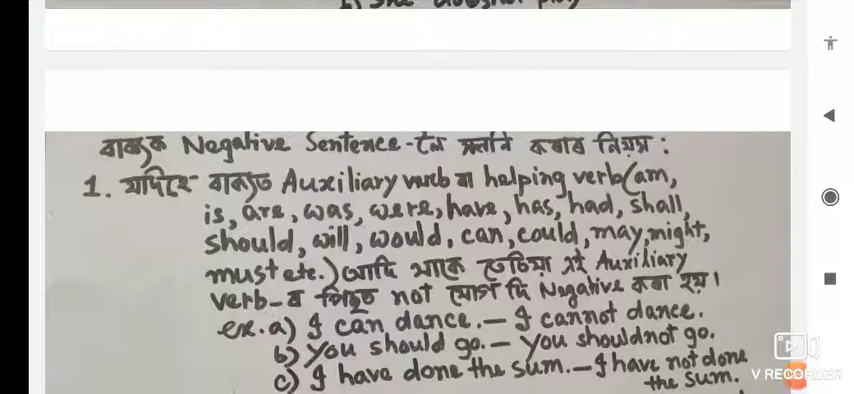 বাক্যক Negative Sentence-লৈ সলনি কৰাৰ নিয়ম :
1. যদিহে বাক্যত Auxiliary verb বা helping verb (am,
is, are, was, were, have, has, had, shall,
should, will, would, can, could, may, might,
must etc.) আদি থাকে তেতিয়া এই Auxiliary
verb-ৰ পিছত not যোগ দি Negative কৰা হয়।
ex. a) I can dance. — I cannot dance.
b) You should go. — You shouldnot go.
c) I have done the sum. — I have not done
the sum.
V RECORDER